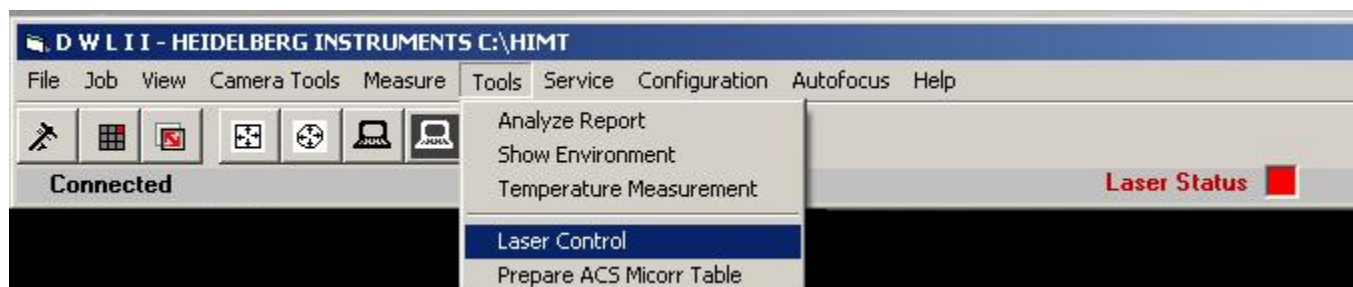 D W L I I - HEIDELBERG INSTRUMENTS C:\HIMT
File Job View Camera Tools Measure Tools Service Configuration Autofocus Help
Analyze Report
Show Environment
Temperature Measurement
Connected
Laser Status
Laser Control
Prepare ACS Micorr Table